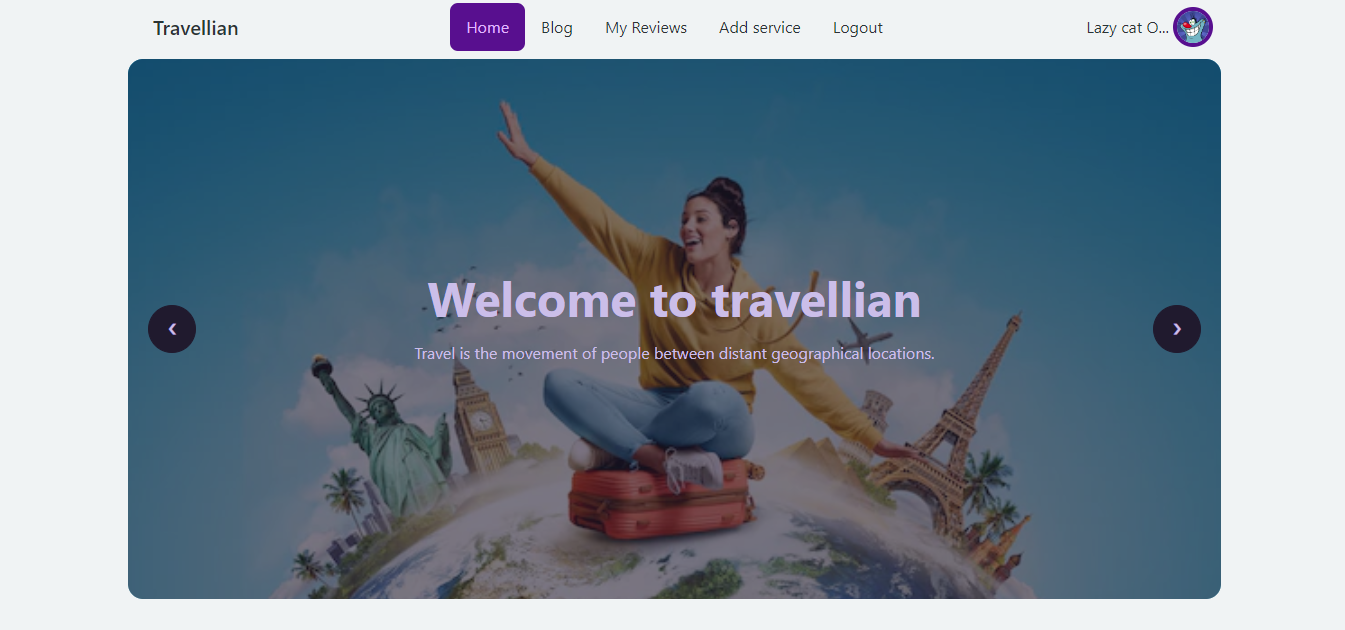 Travellian
Home
Blog
My Reviews
Add service
Logout
Lazy cat O...
Welcome to travellian
Travel is the movement of people between distant geographical locations.